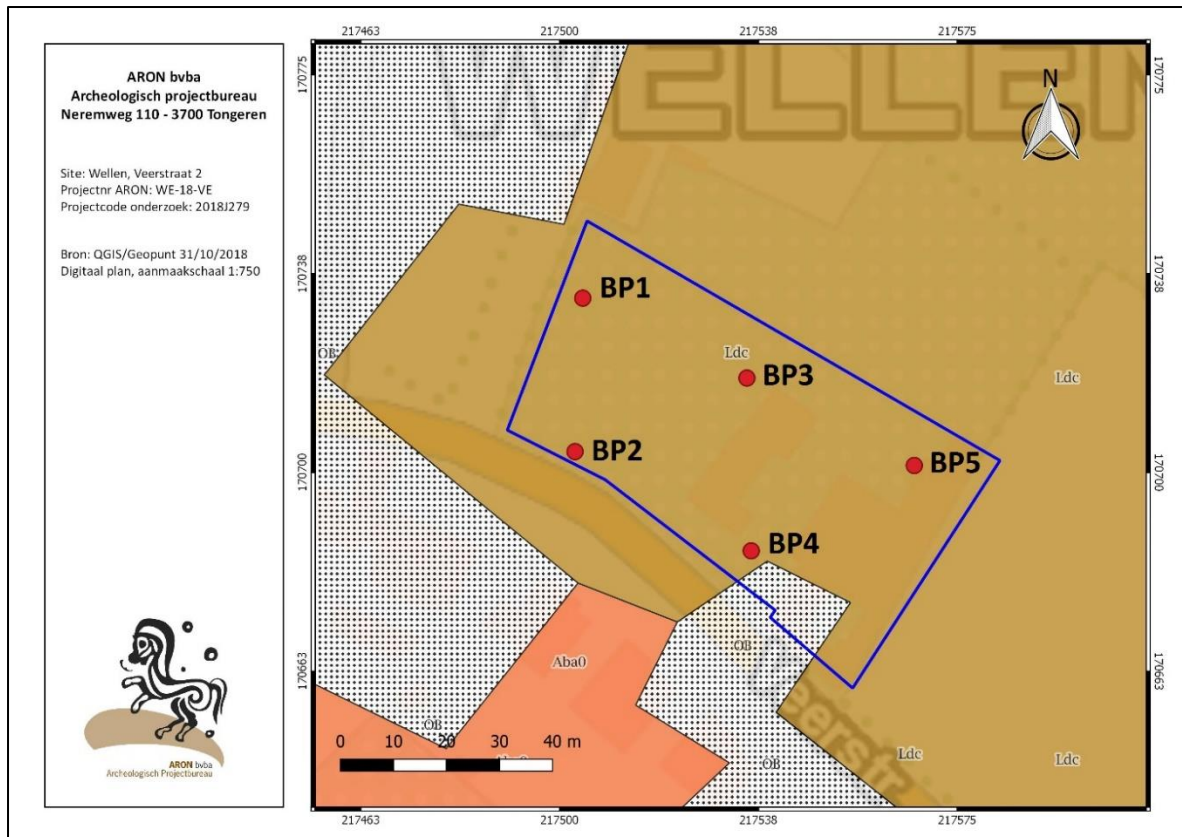 ARON bvba
Archeologisch projectbureau
Neremweg 110 - 3700 Tongeren
Site: Wellen, Veerstraat 2
Projectnr ARON: WE-18-VE
Projectcode onderzoek: 2018J279
Bron: QGIS/Geopunt 31/10/2018
Digitaal plan, aanmaakschaal 1:750
ARON bvba
Archeologisch Projectbureau
217463 217500 217538 217575
170775 170775
WELLEN
N
170738 170738
BP1
OB
Ldc
BP3
Ldc
BP2
BP5
170700 170700
BP4
OB
Aba0
170663 170663
OB
Ldc
0 10 20 30 40 m
OB
Ldc
217463 217500 217538 217575